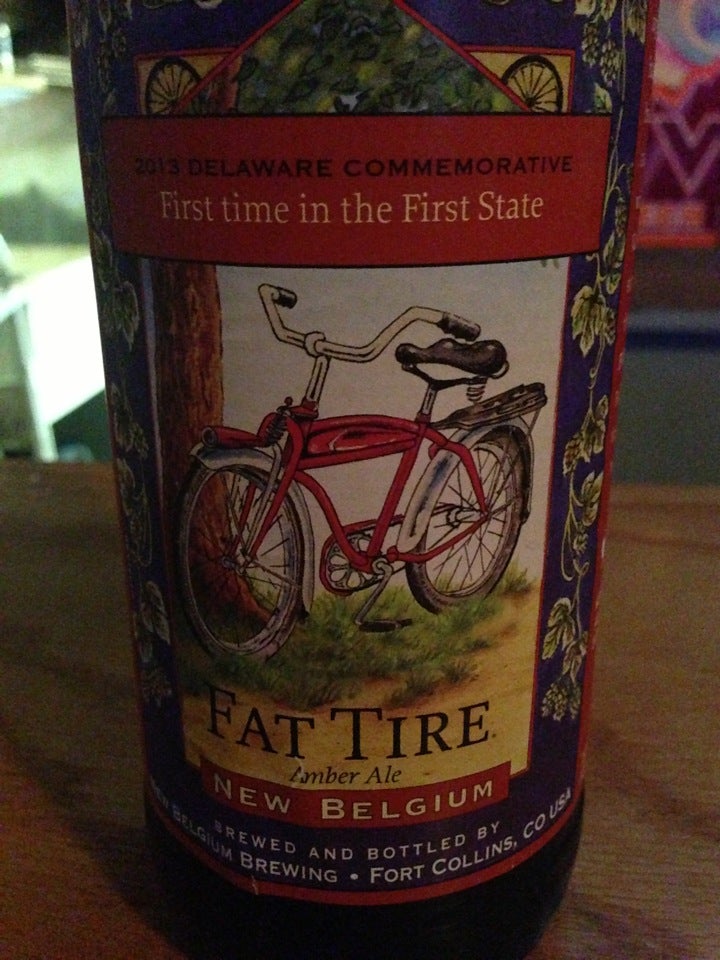 2013 DELAWARE COMMEMORATIVE
First time in the First State
FAT TIRE
Amber Ale
NEW BELGIUM
BREWED AND BOTTLED BY
NEW BELGIUM BREWING • FORT COLLINS, CO USA